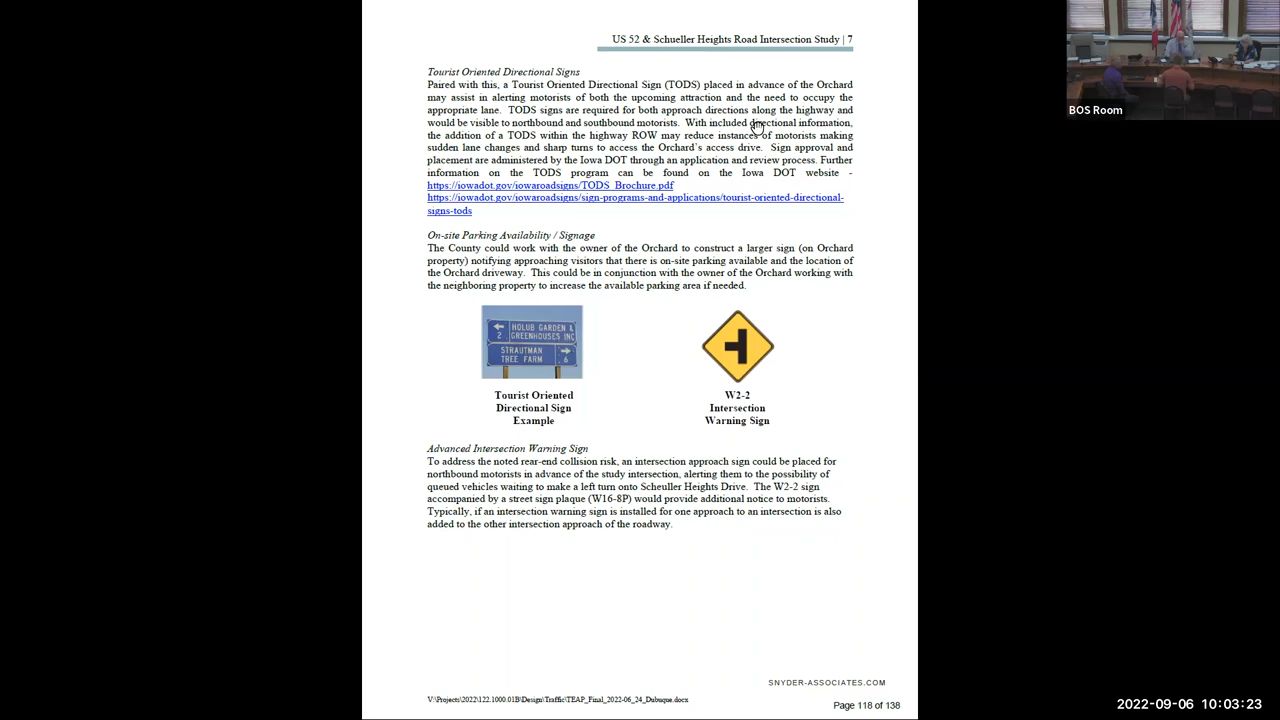 US 52 & Schueller Heights Road Intersection Study | 7
Tourist Oriented Directional Signs
Paired with this, a Tourist Oriented Directional Sign (TODS) placed in advance of the Orchard
may assist in alerting motorists of both the upcoming attraction and the need to occupy the
appropriate lane. TODS signs are required for both approach directions along the highway and
would be visible to northbound and southbound motorists. With included directional information,
the addition of a TODS within the highway ROW may reduce instances of motorists making
sudden lane changes and sharp turns to access the Orchard's access drive. Sign approval and
placement are administered by the Iowa DOT through an application and review process. Further
information on the TODS program can be found on the Iowa DOT website -
https://iowadot.gov/iowaroadsigns/TODS_Brochure.pdf
https://iowadot.gov/iowaroadsigns/sign-programs-and-applications/tourist-oriented-directional-
signs-tods
On-site Parking Availability / Signage
The County could work with the owner of the Orchard to construct a larger sign (on Orchard
property) notifying approaching visitors that there is on-site parking available and the location of
the Orchard driveway. This could be in conjunction with the owner of the Orchard working with
the neighboring property to increase the available parking area if needed.
2 HOLUB GARDEN &
GREENHOUSES INC
STRAUTMAN
TREE FARM 6
Tourist Oriented
Directional Sign
Example
W2-2
Intersection
Warning Sign
Advanced Intersection Warning Sign
To address the noted rear-end collision risk, an intersection approach sign could be placed for
northbound motorists in advance of the study intersection, alerting them to the possibility of
queued vehicles waiting to make a left turn onto Scheuller Heights Drive. The W2-2 sign
accompanied by a street sign plaque (W16-8P) would provide additional notice to motorists.
Typically, if an intersection warning sign is installed for one approach to an intersection is also
added to the other intersection approach of the roadway.
SNYDER-ASSOCIATES.COM
V:\Projects\2022\122.1000.01B\Design\Traffic\TEAP_Final_2022-06_24_Dubuque.docx
Page 118 of 138
BOS Room
2022-09-06 10:03:23